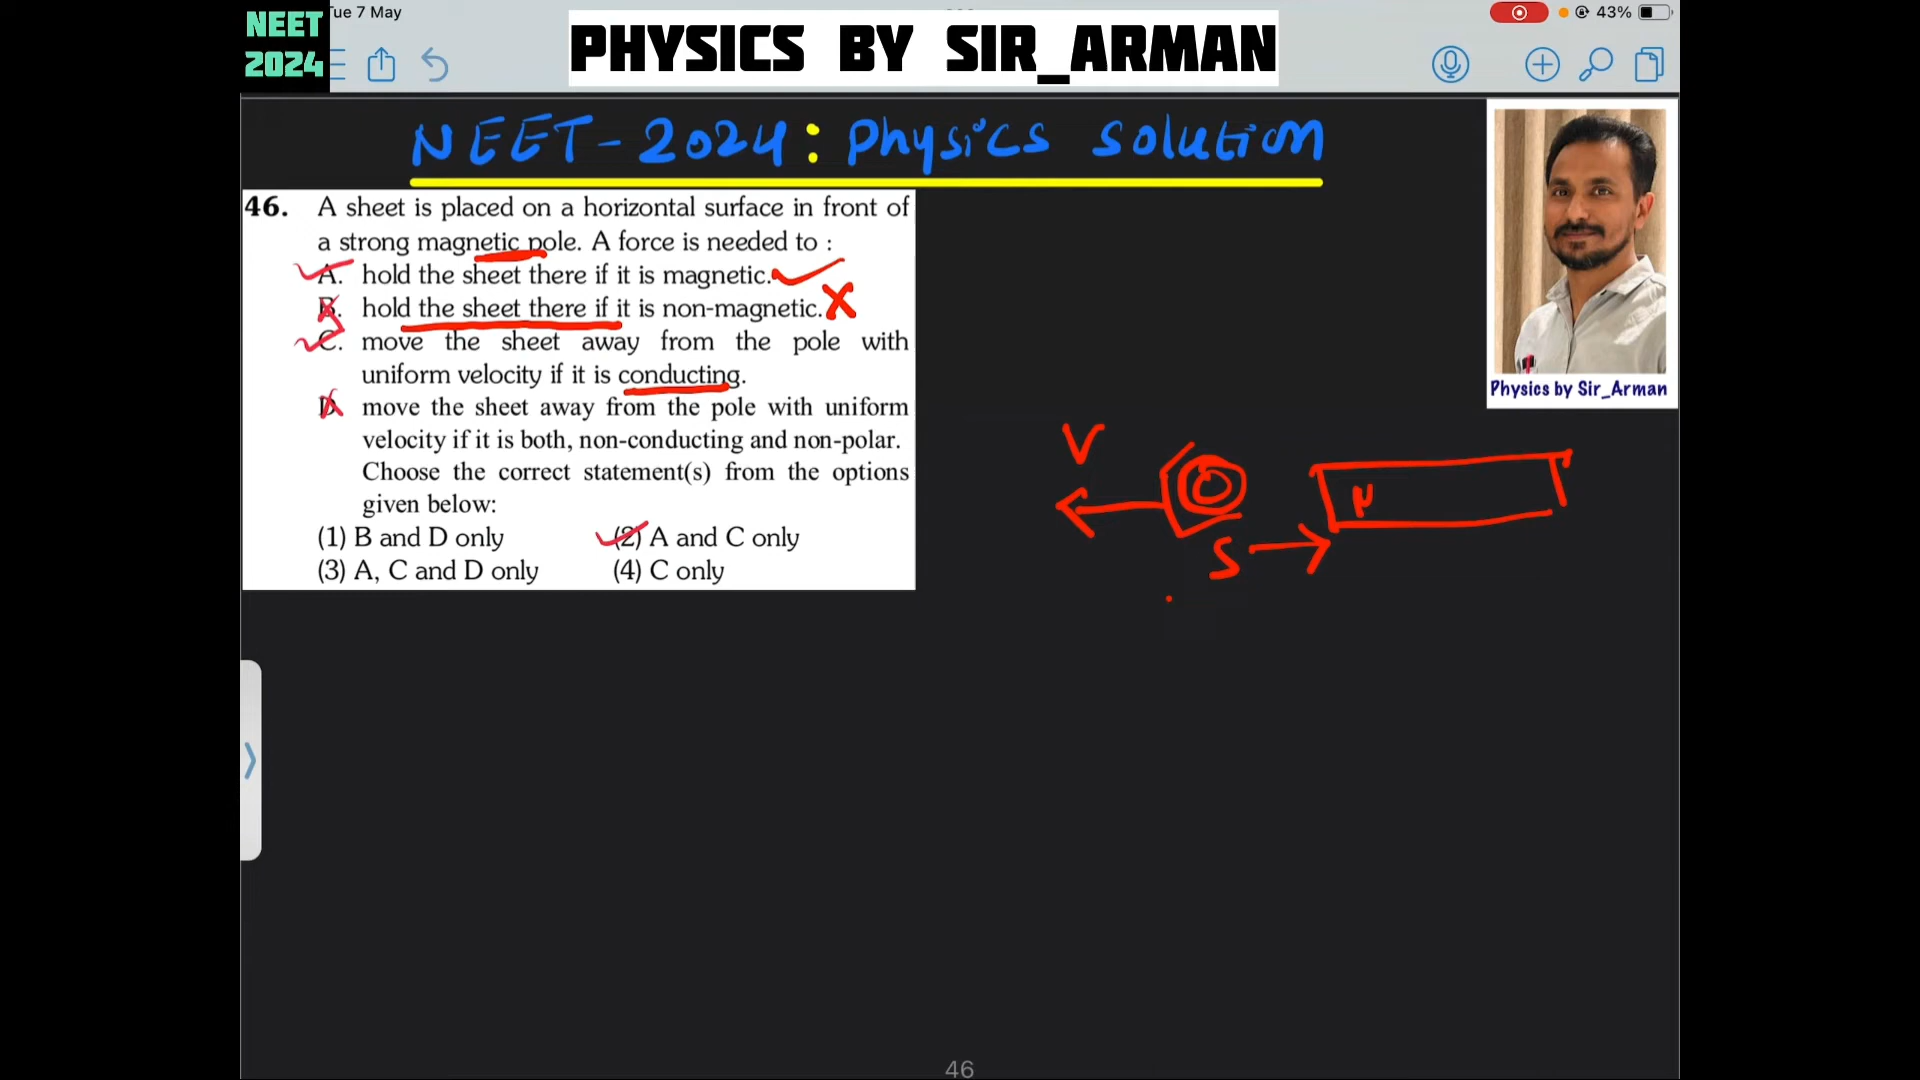 NEET
2024
Tue 7 May
PHYSICS BY SIR_ARMAN
43%
NEET-2024: Physics solution
46. A sheet is placed on a horizontal surface in front of
a strong magnetic pole. A force is needed to :
A. hold the sheet there if it is magnetic.
B. hold the sheet there if it is non-magnetic.
C. move the sheet away from the pole with
uniform velocity if it is conducting.
D. move the sheet away from the pole with uniform
velocity if it is both, non-conducting and non-polar.
Choose the correct statement(s) from the options
given below:
(1) B and D only (2) A and C only
(3) A, C and D only (4) C only
Physics by Sir_Arman
V
N
S
46